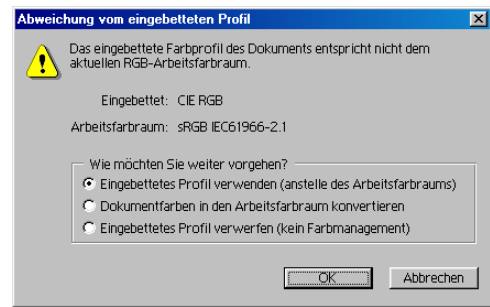 Abweichung vom eingebetteten Profil
Das eingebettete Farbprofil des Dokuments entspricht nicht dem
aktuellen RGB-Arbeitsfarbraum.
Eingebettet: CIE RGB
Arbeitsfarbraum: sRGB IEC61966-2.1
Wie möchten Sie weiter vorgehen?
Eingebettetes Profil verwenden (anstelle des Arbeitsfarbraums)
Dokumentfarben in den Arbeitsfarbraum konvertieren
Eingebettetes Profil verwerfen (kein Farbmanagement)
OK Abbrechen